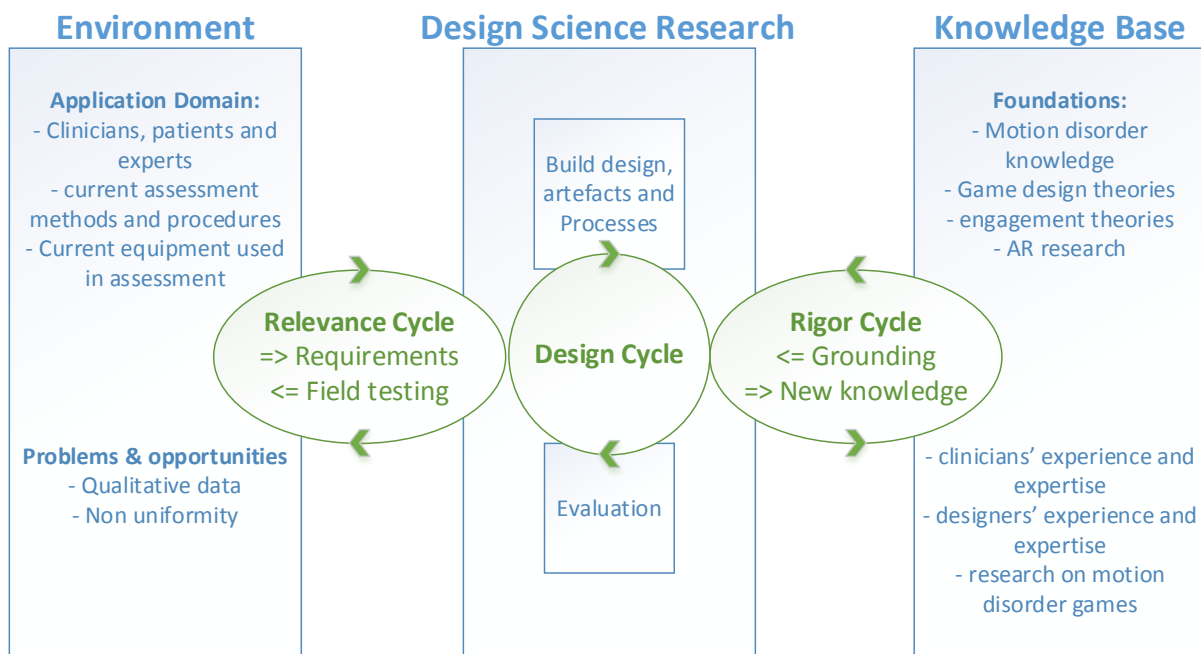 Environment
Application Domain:
- Clinicians, patients and
experts
- current assessment
methods and procedures
- Current equipment used
in assessment
Problems & opportunities
- Qualitative data
- Non uniformity
Relevance Cycle
=> Requirements
<= Field testing
Design Science Research
Build design,
artefacts and
Processes
Design Cycle
Evaluation
Rigor Cycle
<= Grounding
=> New knowledge
Knowledge Base
Foundations:
- Motion disorder
knowledge
- Game design theories
- engagement theories
- AR research
- clinicians’ experience and
expertise
- designers’ experience and
expertise
- research on motion
disorder games